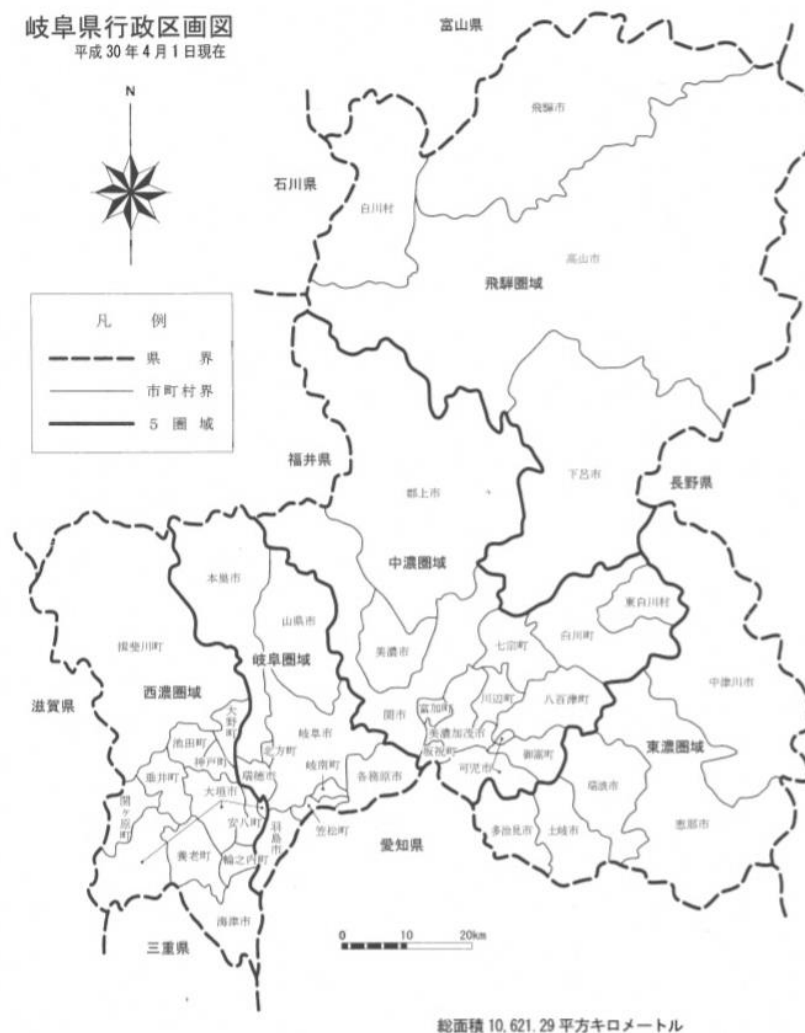 岐阜県行政区画図
平成30年4月1日現在
N
富山県
飛騨市
石川県
白川村
高山市
飛騨圏域
凡例
県界
市町村界
5圏域
福井県
郡上市
下呂市
長野県
中濃圏域
本巣市
山県市
東白川村
揖斐川町
岐阜圏域
美濃市
七宗町
白川町
中津川市
滋賀県
西濃圏域
大野町
関市
富加町
川辺町
八百津町
東濃圏域
池田町
神戸町
北方町
岐阜市
美濃加茂市
坂祝町
御嵩町
垂井町
瑞穂市
岐南町
各務原市
可児市
瑞浪市
関ヶ原町
大垣市
安八町
羽島市
笠松町
愛知県
多治見市
土岐市
恵那市
養老町
輪之内町
海津市
三重県
0 10 20km
総面積 10,621.29 平方キロメートル